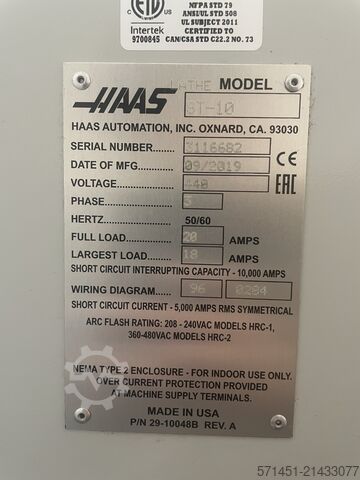 NFPA STD 79
ANSI/UL STD 508
UL SUBJECT 2011
CERTIFIED TO
CAN/CSA STD C22.2 NO. 73
ETL
Intertek
9700845
HAAS LATHE MODEL
ST-10
HAAS AUTOMATION, INC. OXNARD, CA. 93030
SERIAL NUMBER 3116682
DATE OF MFG 09/2019 CE
VOLTAGE 440 EAC
PHASE 3
HERTZ 50/60
FULL LOAD 20 AMPS
LARGEST LOAD 18 AMPS
SHORT CIRCUIT INTERRUPTING CAPACITY - 10,000 AMPS
WIRING DIAGRAM 96 0284
SHORT CIRCUIT CURRENT - 5,000 AMPS RMS SYMMETRICAL
ARC FLASH RATING: 208 - 240VAC MODELS HRC-1,
360-480VAC MODELS HRC-2
NEMA TYPE 2 ENCLOSURE - FOR INDOOR USE ONLY.
OVER CURRENT PROTECTION PROVIDED
AT MACHINE SUPPLY TERMINALS.
MADE IN USA
P/N 29-10048B REV. A
571451-21433077